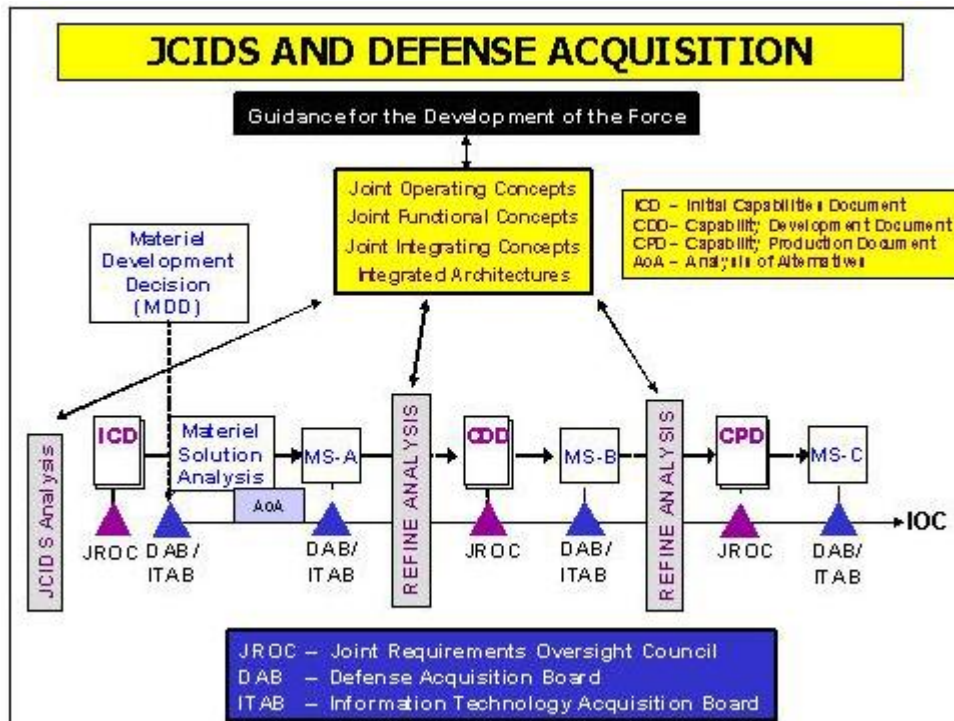 JCIDS AND DEFENSE ACQUISITION
Guidance for the Development of the Force
Joint Operating Concepts
Joint Functional Concepts
Joint Integrating Concepts
Integrated Architectures
ICD – Initial Capabilities Document
CDD– Capability Development Document
CPD– Capability Production Document
AoA – Analysis of Alternatives
Materiel
Development
Decision
(MDD)
JCIDS Analysis
ICD
Materiel
Solution
Analysis
MS-A
REFINE ANALYSIS
CDD
MS-B
REFINE ANALYSIS
CPD
MS-C
AoA
IOC
JROC
DAB/
ITAB
DAB/
ITAB
JROC
DAB/
ITAB
JROC
DAB/
ITAB
JROC – Joint Requirements Oversight Council
DAB – Defense Acquisition Board
ITAB – Information Technology Acquisition Board